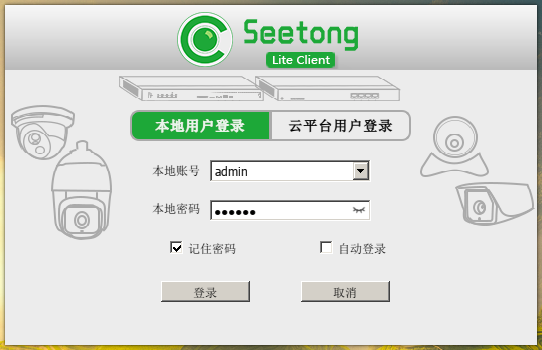 Seetong
Lite Client
本地用户登录 云平台用户登录
本地账号 admin
本地密码 ●●●●●●
记住密码 自动登录
登录 取消